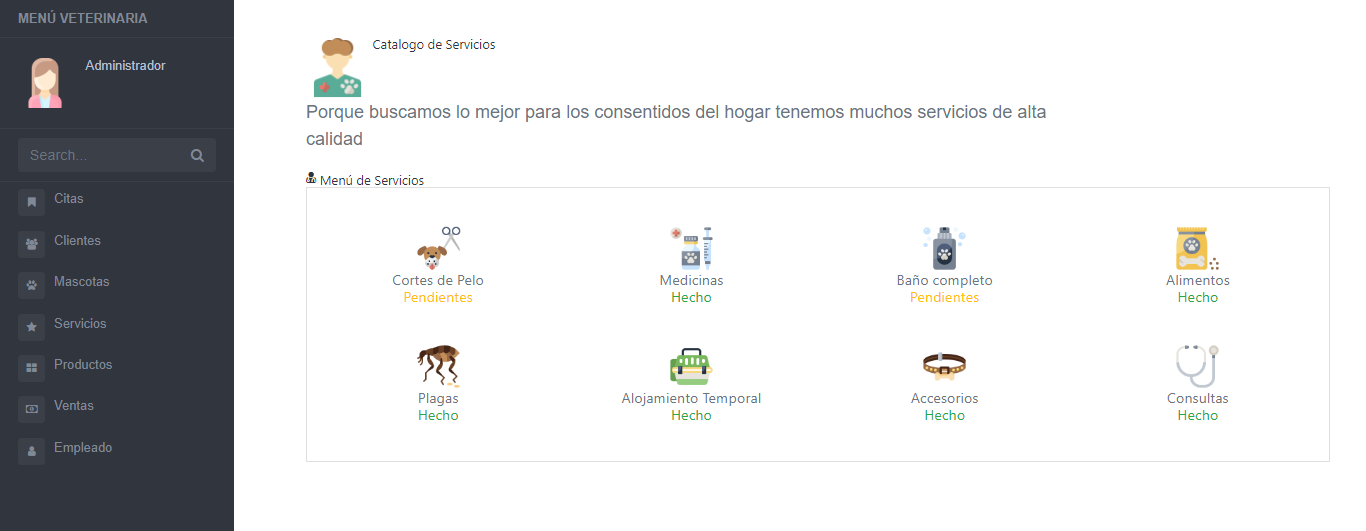 MENÚ VETERINARIA
Administrador
Search...
Citas
Clientes
Mascotas
Servicios
Productos
Ventas
Empleado
Catalogo de Servicios
Porque buscamos lo mejor para los consentidos del hogar tenemos muchos servicios de alta
calidad
Menú de Servicios
Cortes de Pelo
Pendientes
Medicinas
Hecho
Baño completo
Pendientes
Alimentos
Hecho
Plagas
Hecho
Alojamiento Temporal
Hecho
Accesorios
Hecho
Consultas
Hecho